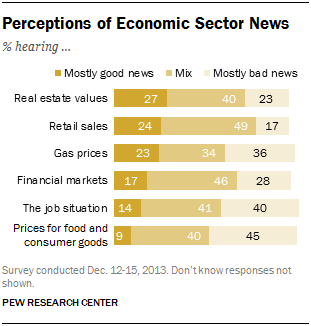 Perceptions of Economic Sector News
% hearing ...
Mostly good news Mix Mostly bad news
Real estate values 27 40 23
Retail sales 24 49 17
Gas prices 23 34 36
Financial markets 17 46 28
The job situation 14 41 40
Prices for food and
consumer goods 9 40 45
Survey conducted Dec. 12-15, 2013. Don't know responses not
shown.
PEW RESEARCH CENTER